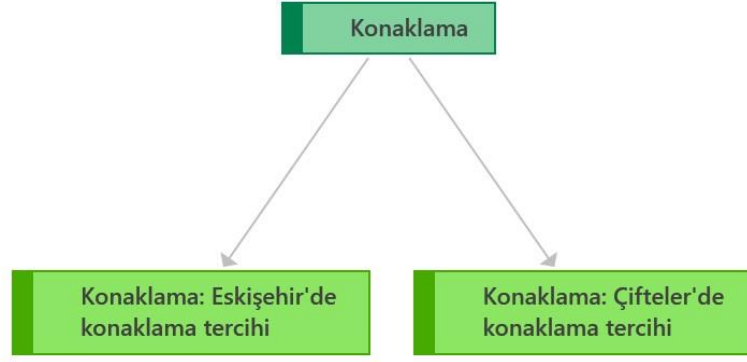 Konaklama
Konaklama: Eskişehir'de
konaklama tercihi
Konaklama: Çifteler'de
konaklama tercihi